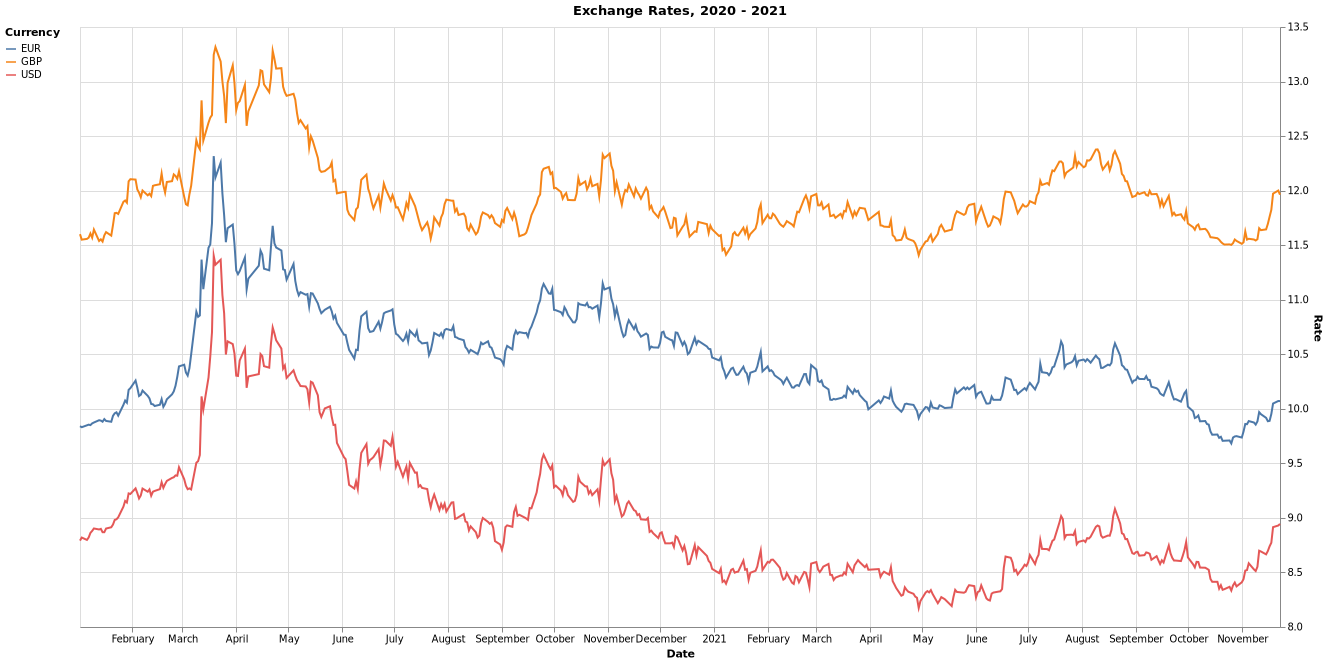 Exchange Rates, 2020 - 2021
Currency
EUR
GBP
USD
13.5
13.0
12.5
12.0
11.5
11.0
10.5
10.0
9.5
9.0
8.5
8.0
Rate
February March April May June July August September October November December 2021 February March April May June July August September October November
Date